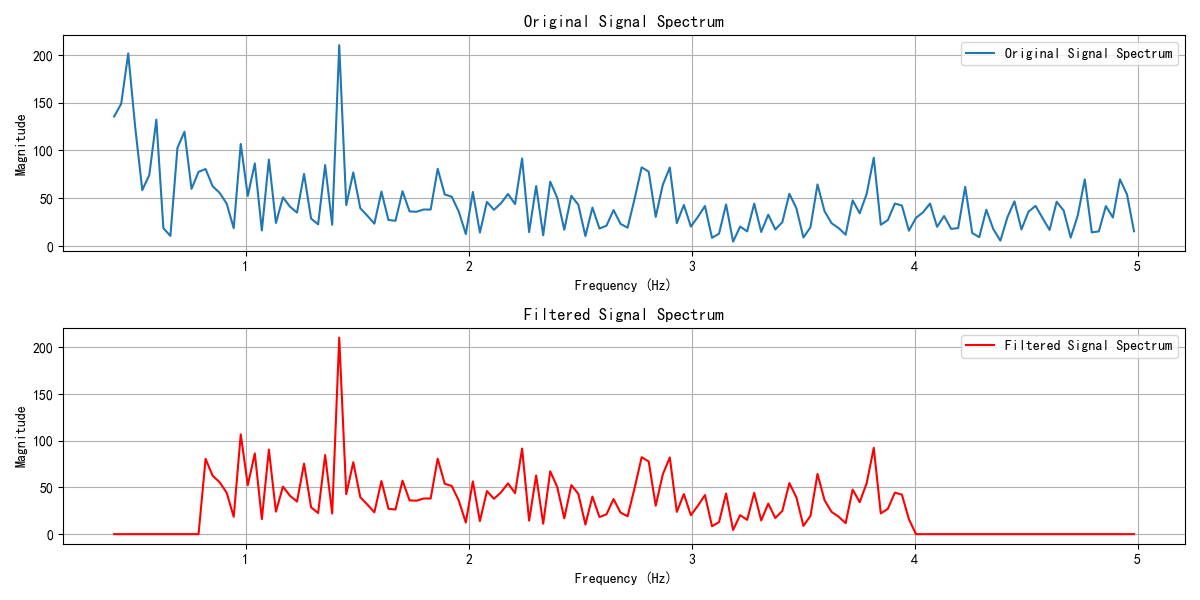 Original Signal Spectrum
Original Signal Spectrum
Magnitude
200
150
100
50
0
1
2
3
4
5
Frequency (Hz)
Filtered Signal Spectrum
Filtered Signal Spectrum
Magnitude
200
150
100
50
0
1
2
3
4
5
Frequency (Hz)